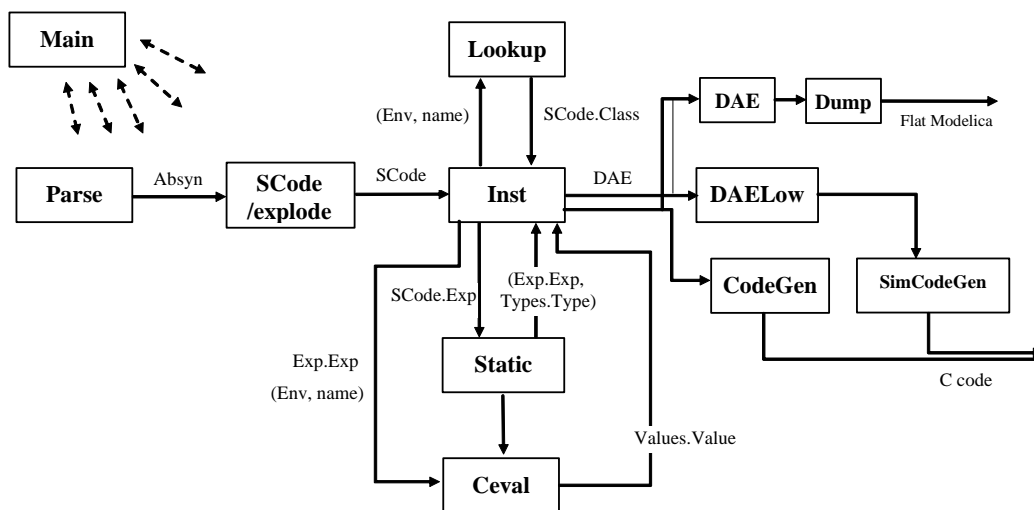 Main
Lookup
DAE
Dump
Flat Modelica
(Env, name)
SCode.Class
Parse
Absyn
SCode
/explode
SCode
Inst
DAE
DAELow
CodeGen
SimCodeGen
SCode.Exp
(Exp.Exp,
Types.Type)
Static
Exp.Exp
(Env, name)
C code
Values.Value
Ceval